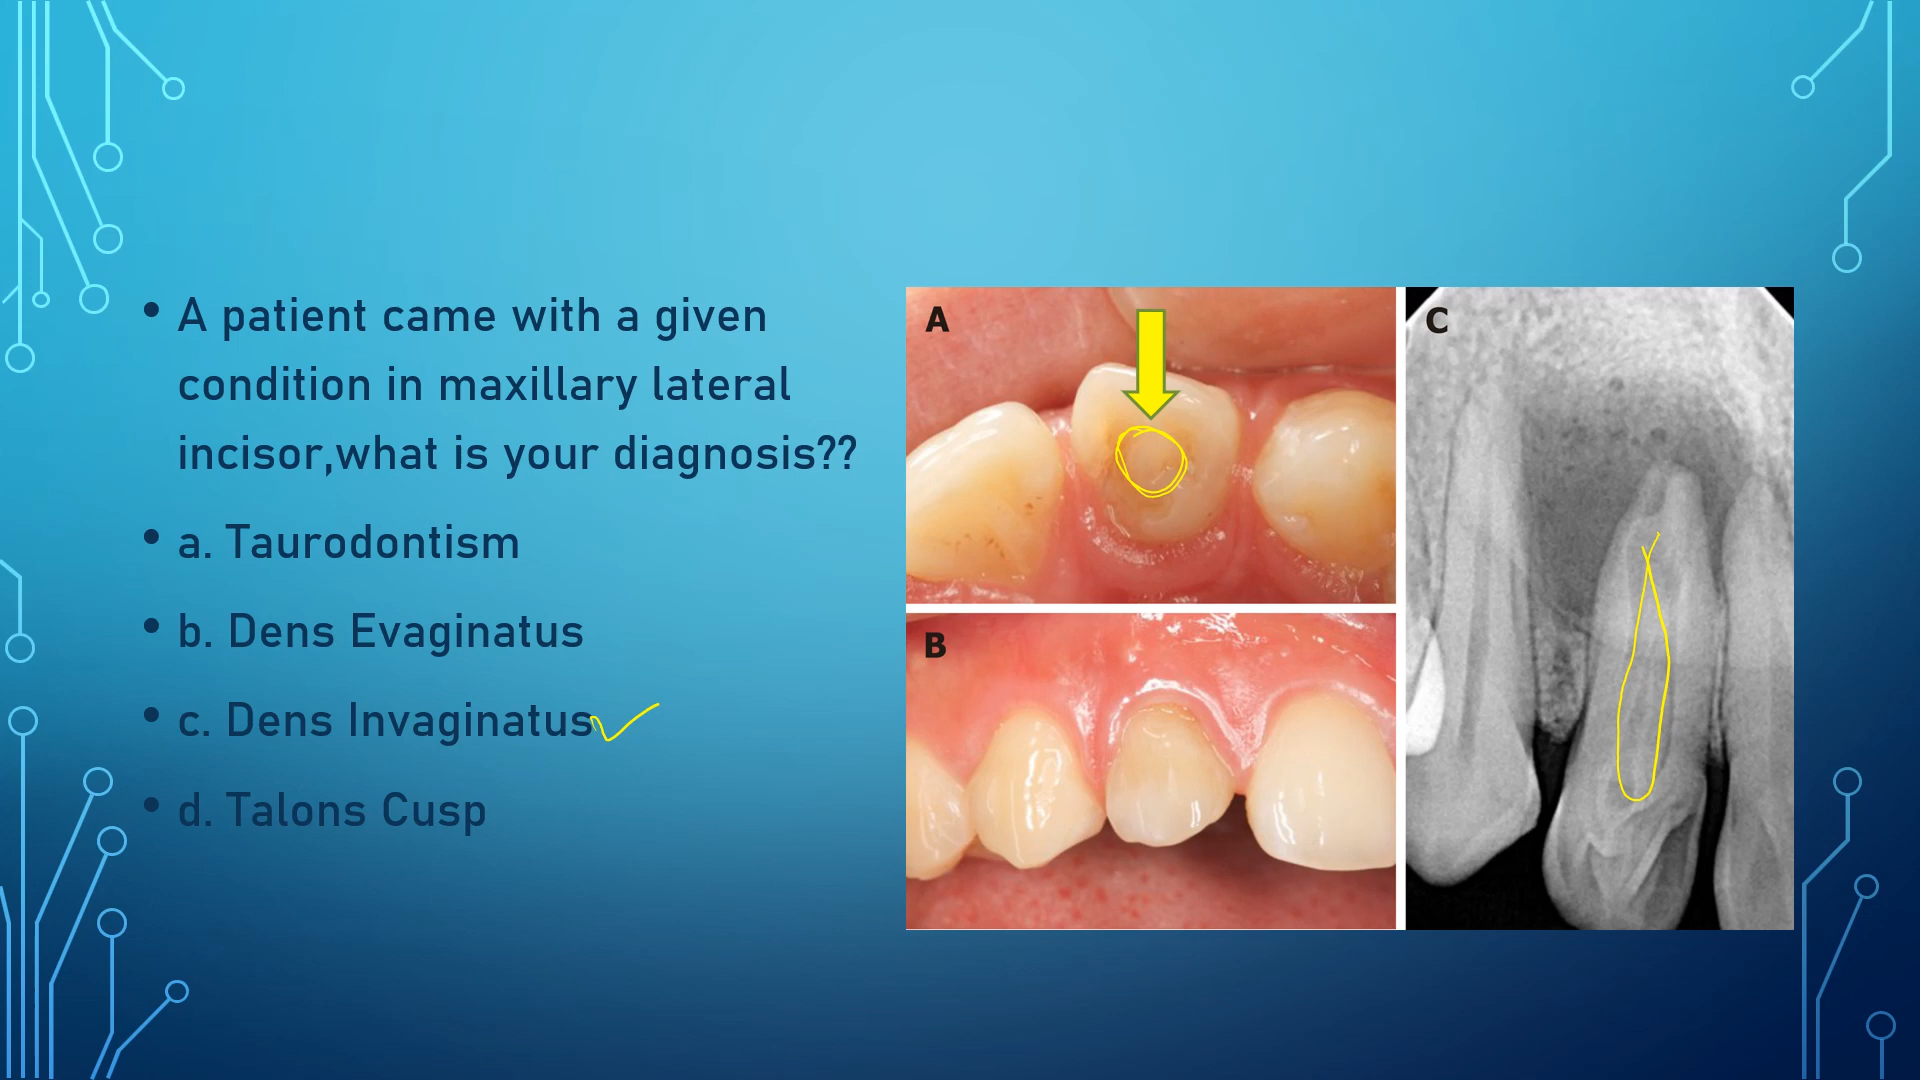 • A patient came with a given
condition in maxillary lateral
incisor,what is your diagnosis??
• a. Taurodontism
• b. Dens Evaginatus
• c. Dens Invaginatus
• d. Talons Cusp
A
B
C